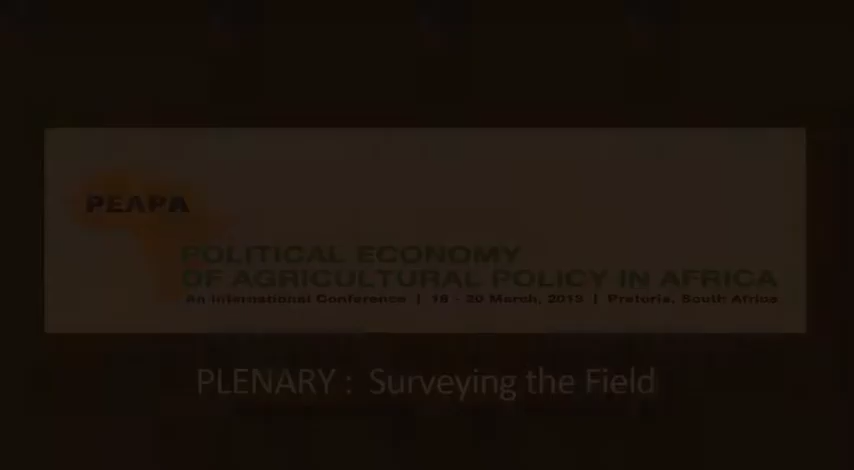 PEAPA
POLITICAL ECONOMY
OF AGRICULTURAL POLICY IN AFRICA
An International Conference | 18 - 20 March, 2013 | Pretoria, South Africa
PLENARY : Surveying the Field